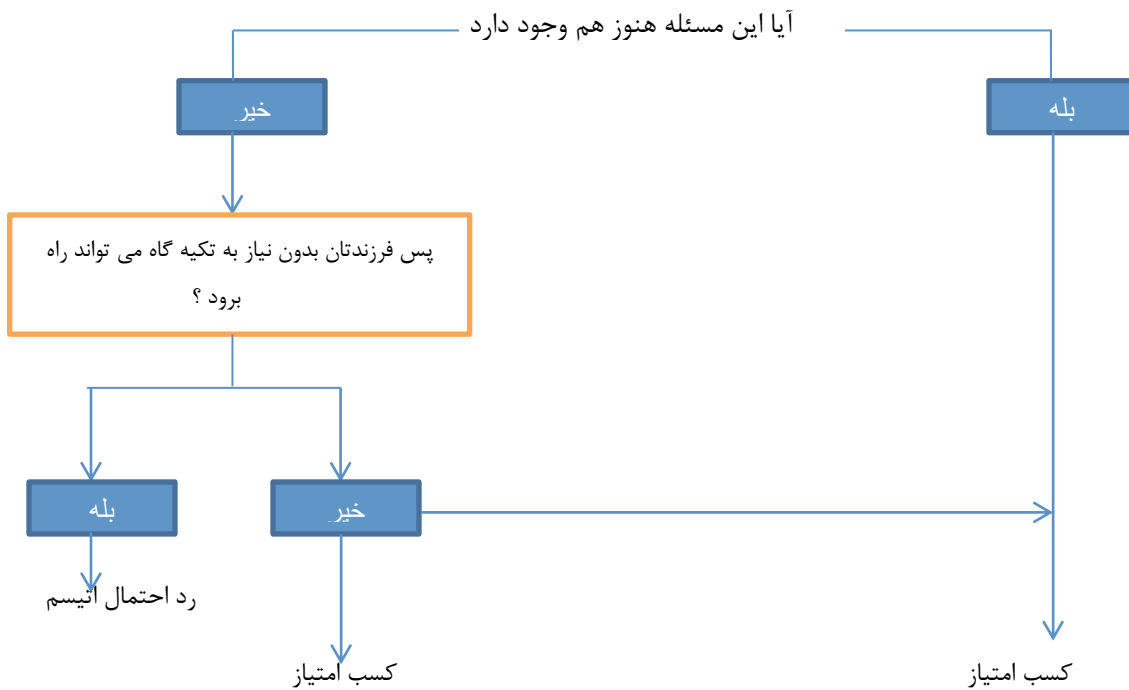 آیا این مسئله هنوز هم وجود دارد
بله
خیر
پس فرزندتان بدون نیاز به تکیه گاه می تواند راه
برود ؟
خیر
بله
رد احتمال اتیسم
کسب امتیاز
کسب امتیاز